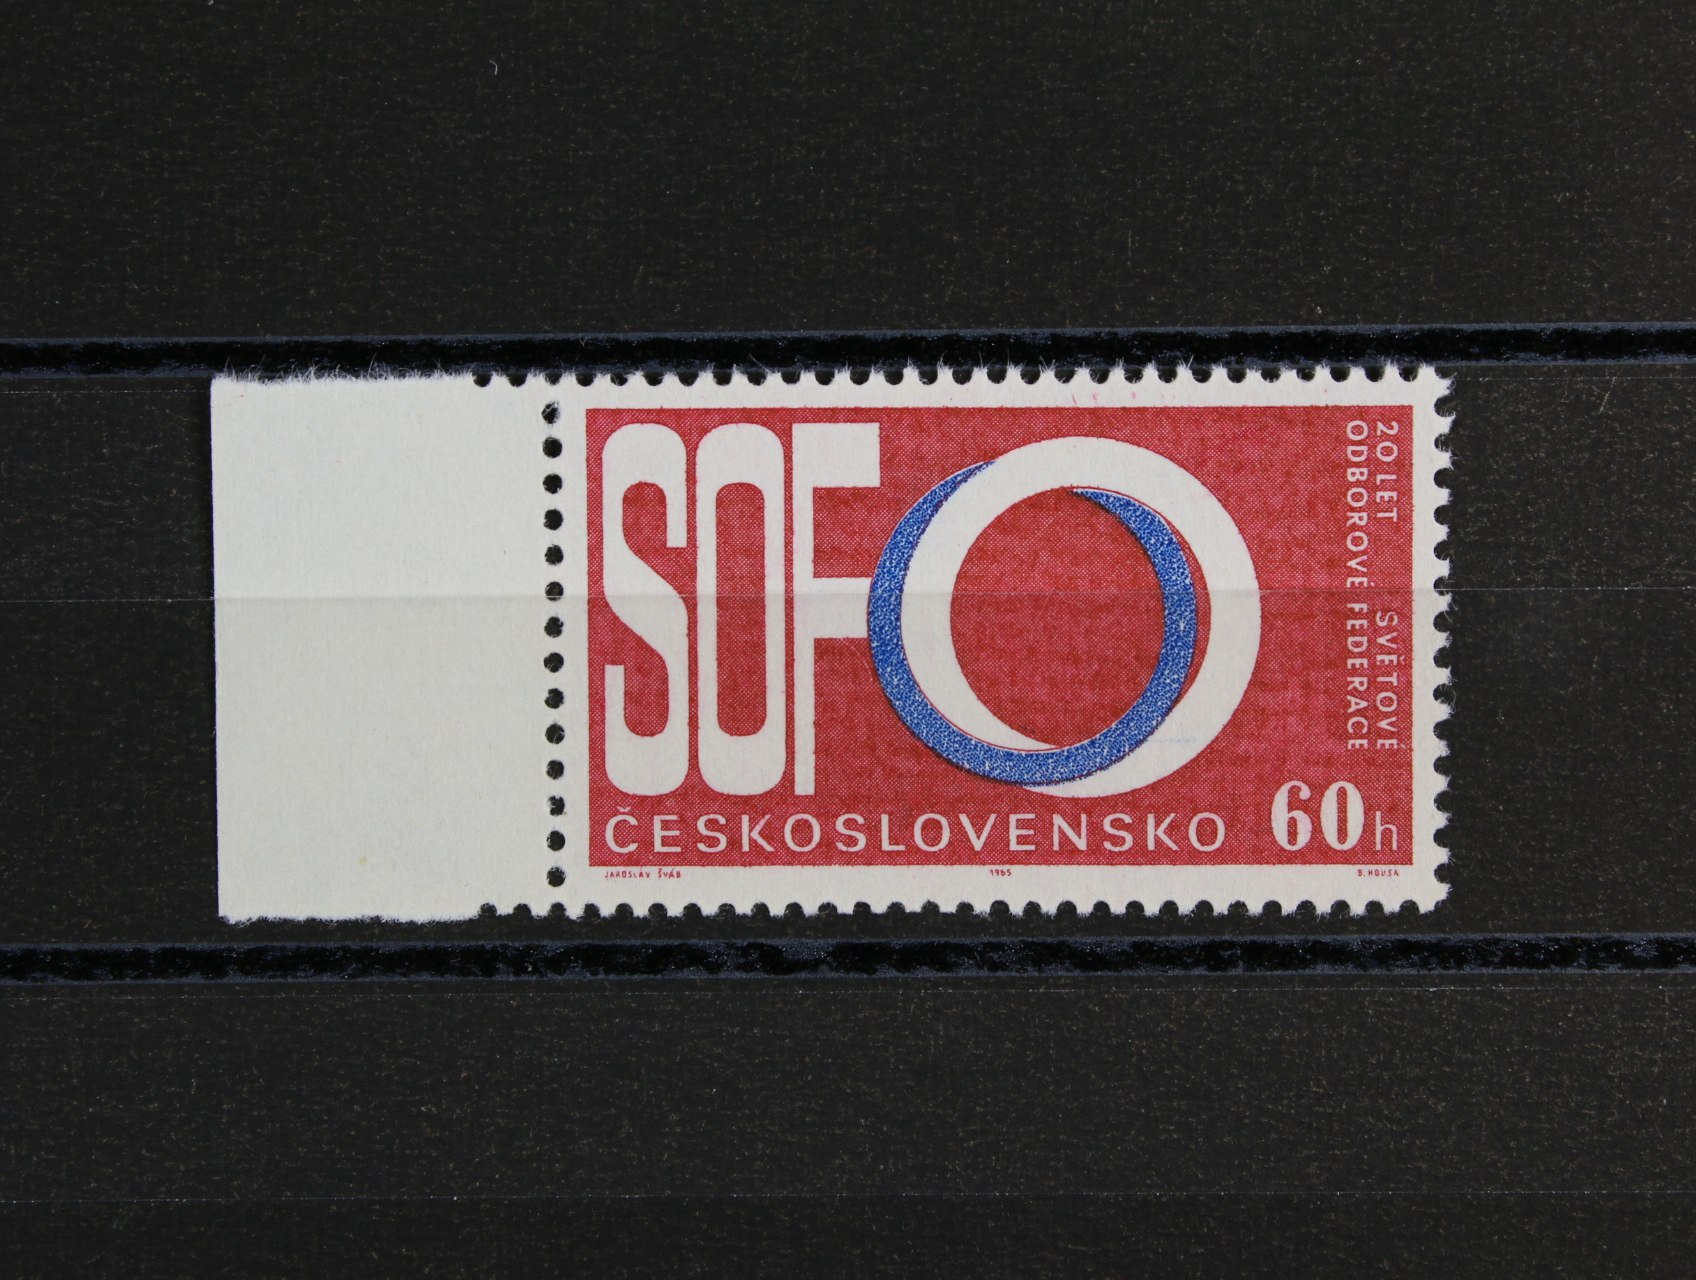 SOF
20 LET SVĚTOVÉ
ODBOROVÉ FEDERACE
ČESKOSLOVENSKO
60h
JAROSLAV ŠVÁB
1965
B. HOUSA